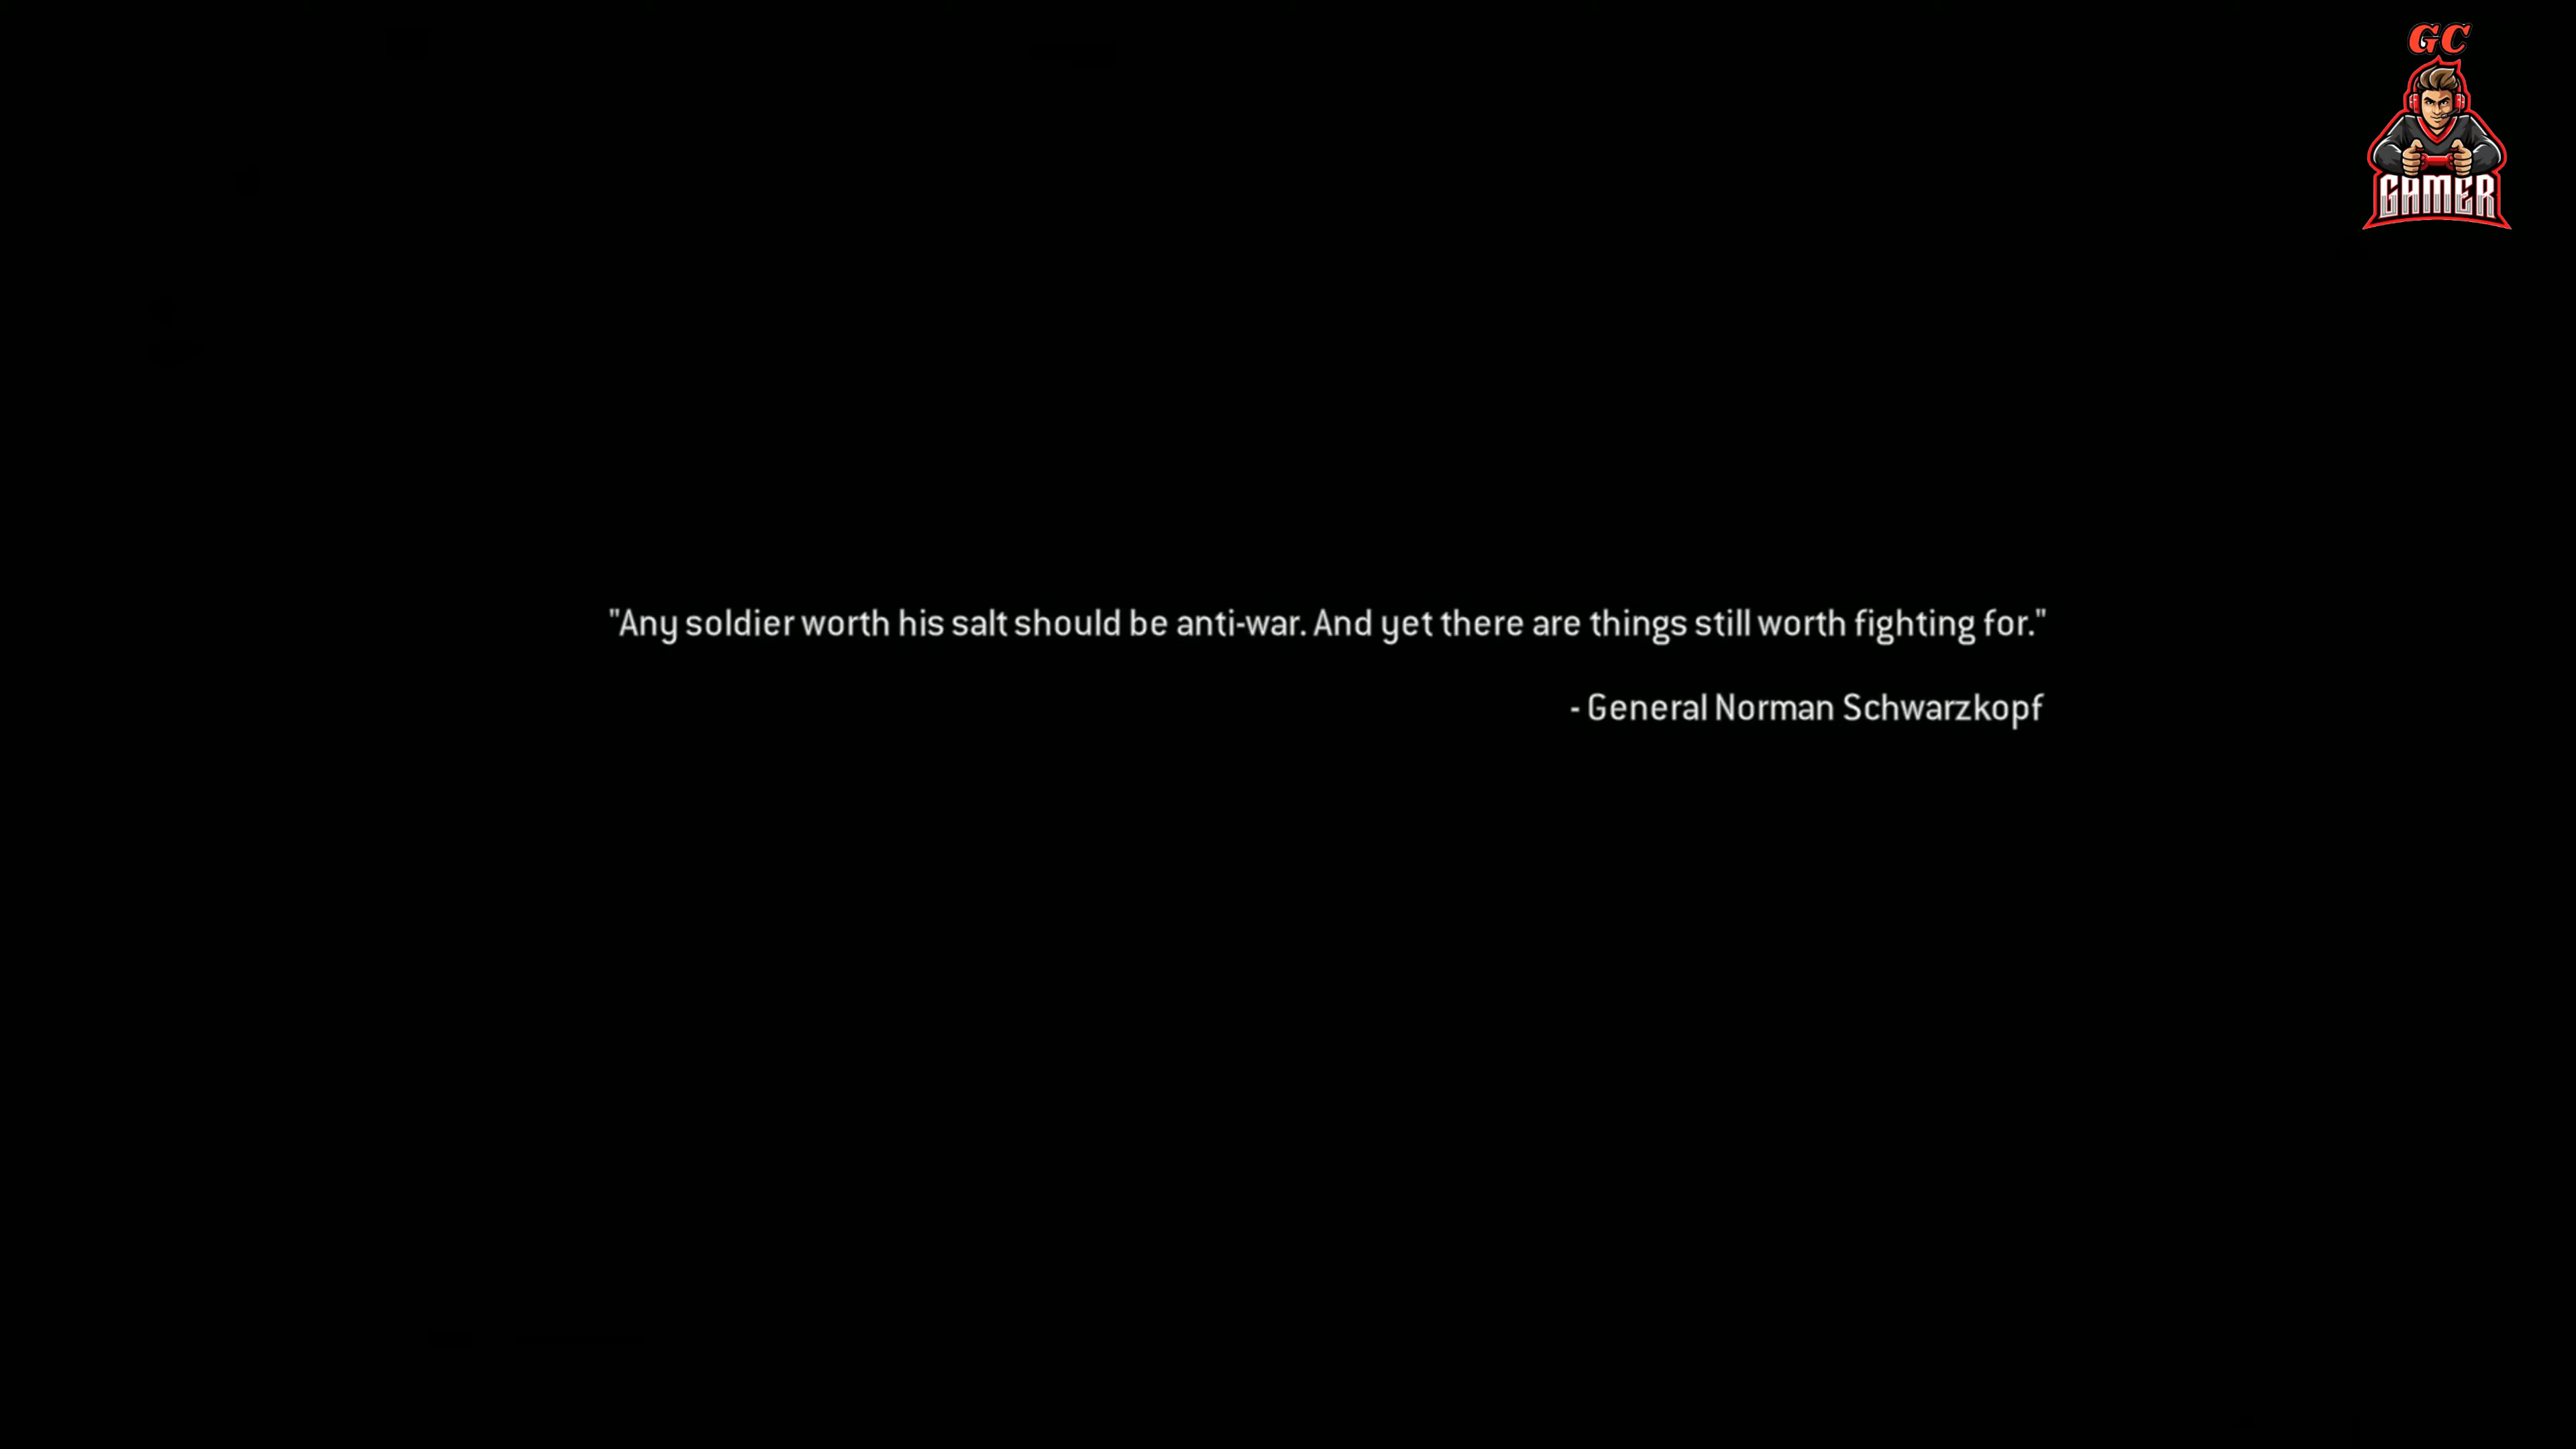 GC
GAMER
"Any soldier worth his salt should be anti-war. And yet there are things still worth fighting for."
- General Norman Schwarzkopf